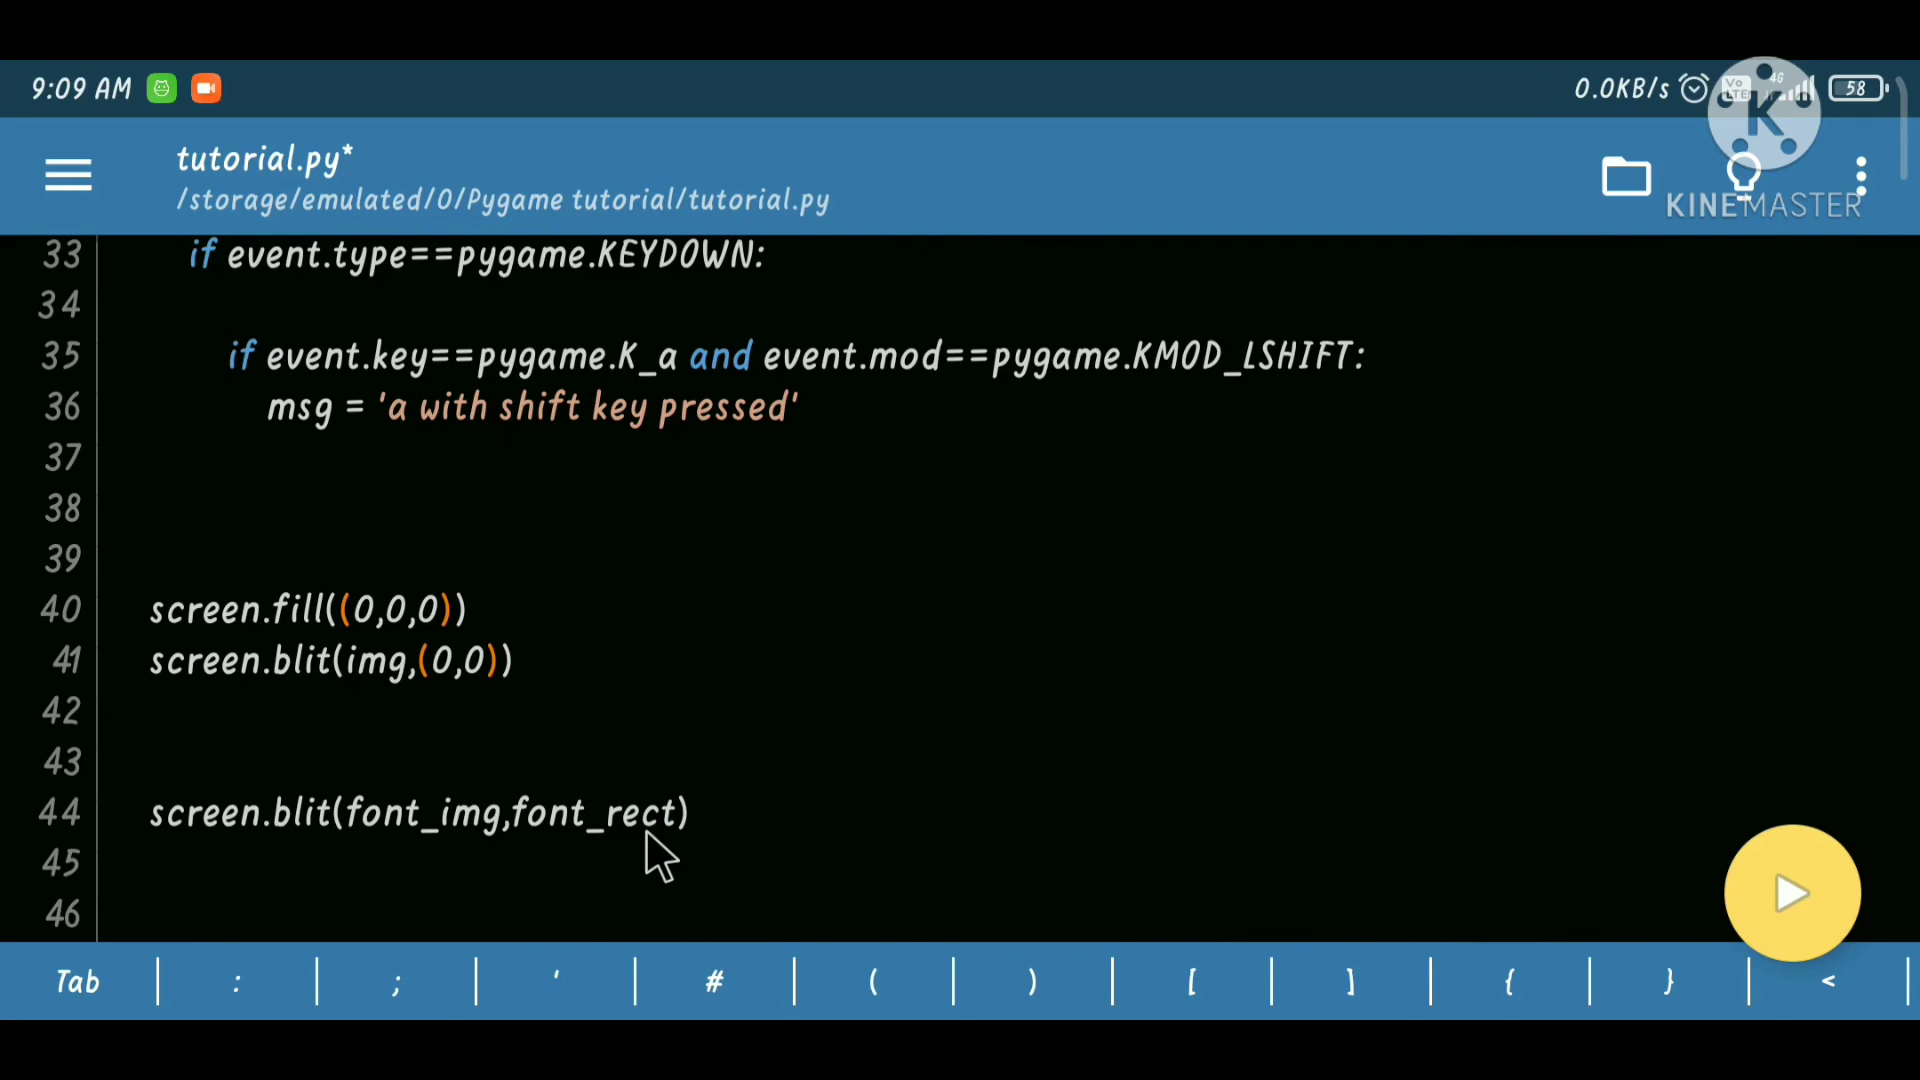 9:09 AM
0.0KB/s Vo LTE 4G 58
K
KINEMASTER
tutorial.py*
/storage/emulated/0/Pygame tutorial/tutorial.py
33 if event.type==pygame.KEYDOWN:
34
35 if event.key==pygame.K_a and event.mod==pygame.KMOD_LSHIFT:
36 msg = 'a with shift key pressed'
37
38
39
40 screen.fill((0,0,0))
41 screen.blit(img,(0,0))
42
43
44 screen.blit(font_img,font_rect)
45
46
Tab : ; ' # ( ) [ ] { } <